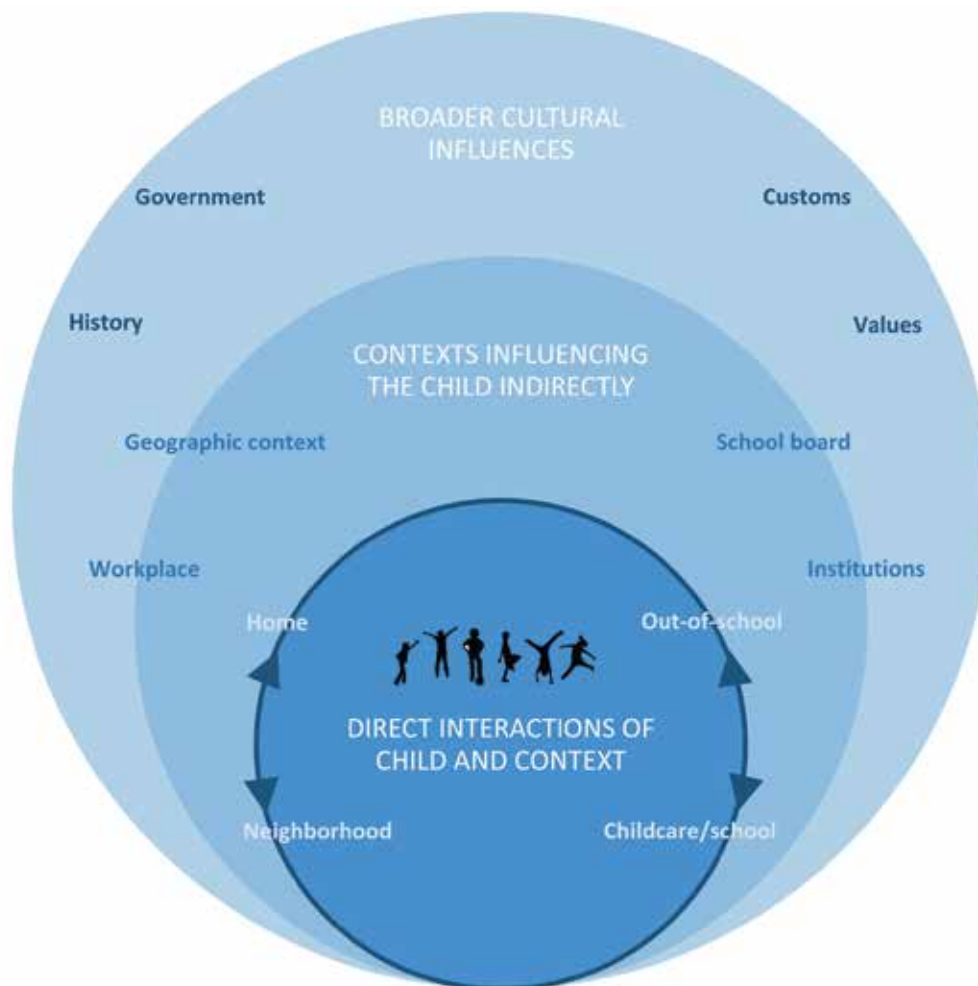 BROADER CULTURAL
INFLUENCES
Government
Customs
History
Values
CONTEXTS INFLUENCING
THE CHILD INDIRECTLY
Geographic context
School board
Workplace
Institutions
Home
Out-of-school
DIRECT INTERACTIONS OF
CHILD AND CONTEXT
Neighborhood
Childcare/school